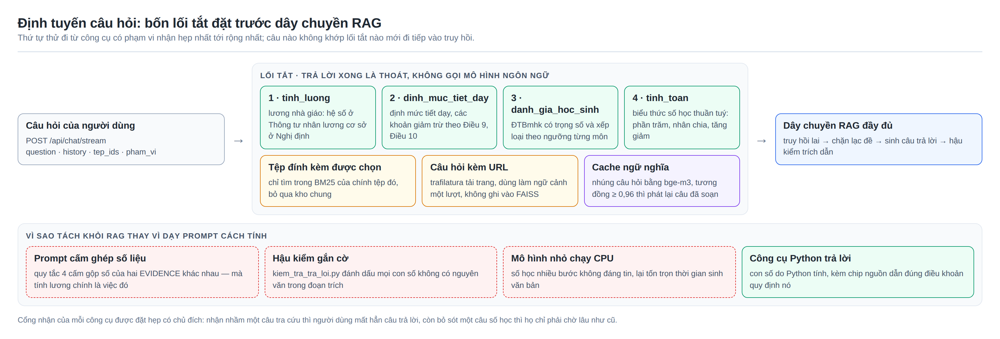 Định tuyến câu hỏi: bốn lối tắt đặt trước dây chuyền RAG
Thứ tự thử đi từ công cụ có phạm vi nhận hẹp nhất tới rộng nhất; câu nào không khớp lối tắt nào mới đi tiếp vào truy hồi.
Câu hỏi của người dùng
POST /api/chat/stream
question · history · tep_ids · pham_vi
→
LỐI TẮT · TRẢ LỜI XONG LÀ THOÁT, KHÔNG GỌI MÔ HÌNH NGÔN NGỮ
1 · tinh_luong
lương nhà giáo: hệ số ở
Thông tư nhân lương cơ sở
ở Nghị định
2 · dinh_muc_tiet_day
định mức tiết dạy, các
khoản giảm trừ theo Điều 9,
Điều 10
3 ·
danh_gia_hoc_sinh
ĐTBmhk có trọng số và xếp
loại theo ngưỡng từng môn
4 · tinh_toan
biểu thức số học thuần tuý:
phần trăm, nhân chia, tăng
giảm
Tệp đính kèm được chọn
chỉ tìm trong BM25 của chính tệp đó,
bỏ qua kho chung
Câu hỏi kèm URL
trafilatura tải trang, dùng làm ngữ cảnh
một lượt, không ghi vào FAISS
Cache ngữ nghĩa
nhúng câu hỏi bằng bge-m3, tương
đồng ≥ 0,96 thì phát lại câu đã soạn
→
Dây chuyền RAG đầy đủ
truy hồi lai → chặn lạc đề → sinh câu trả lời → hậu
kiểm trích dẫn
VÌ SAO TÁCH KHỎI RAG THAY VÌ DẠY PROMPT CÁCH TÍNH
Prompt cấm ghép số liệu
quy tắc 4 cấm gộp số của hai EVIDENCE khác nhau — mà
tính lương chính là việc đó
Hậu kiểm gắn cờ
kiem_tra_tra_loi.py đánh dấu mọi con số không có nguyên
văn trong đoạn trích
Mô hình nhỏ chạy CPU
số học nhiều bước không đáng tin, lại tốn trọn thời gian sinh
văn bản
Công cụ Python trả lời
con số do Python tính, kèm chip nguồn dẫn đúng điều khoản
quy định nó
Cổng nhận của mỗi công cụ được đặt hẹp có chủ đích: nhận nhầm một câu tra cứu thì người dùng mất hẳn câu trả lời, còn bỏ sót một câu số học thì họ chỉ phải chờ lâu như cũ.